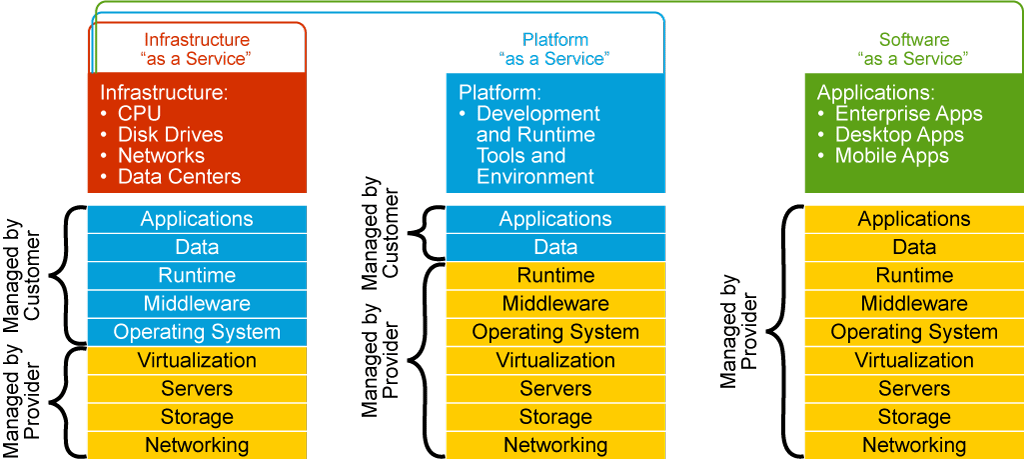 Infrastructure
“as a Service”
Infrastructure:
• CPU
• Disk Drives
• Networks
• Data Centers
Managed by
Customer
Applications
Data
Runtime
Middleware
Operating System
Managed by
Provider
Virtualization
Servers
Storage
Networking
Platform
“as a Service”
Platform:
• Development
and Runtime
Tools and
Environment
Managed by
Customer
Applications
Data
Managed by
Provider
Runtime
Middleware
Operating System
Virtualization
Servers
Storage
Networking
Software
“as a Service”
Applications:
• Enterprise Apps
• Desktop Apps
• Mobile Apps
Managed by
Provider
Applications
Data
Runtime
Middleware
Operating System
Virtualization
Servers
Storage
Networking